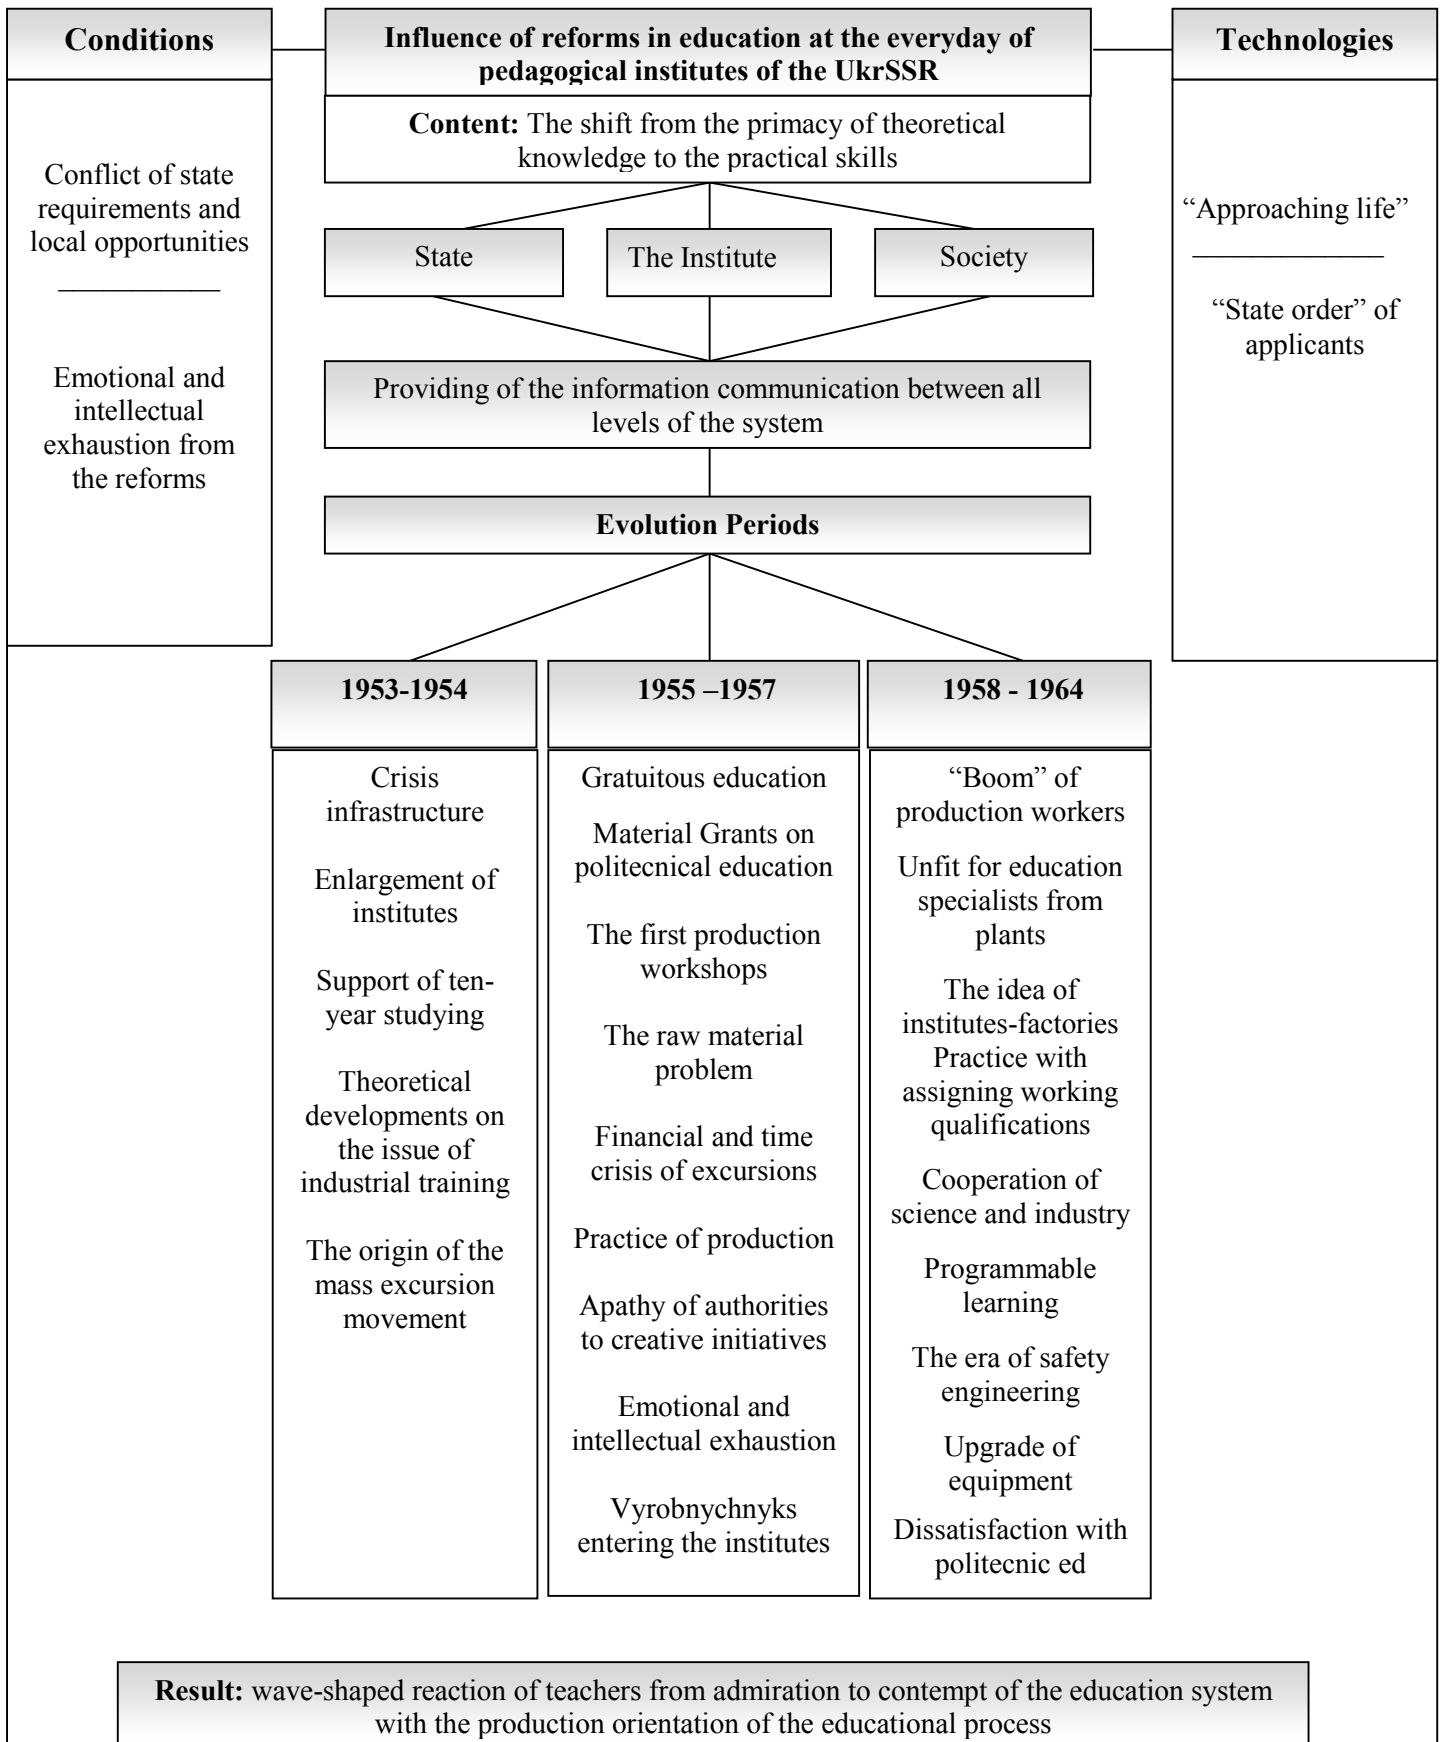 Conditions
Conflict of state
requirements and
local opportunities
___________
Emotional and
intellectual
exhaustion from
the reforms
Influence of reforms in education at the everyday of
pedagogical institutes of the UkrSSR
Content: The shift from the primacy of theoretical
knowledge to the practical skills
State
The Institute
Society
Providing of the information communication between all
levels of the system
Evolution Periods
Technologies
“Approaching life”
_____________
“State order” of
applicants
1953-1954
Crisis
infrastructure
Enlargement of
institutes
Support of ten-
year studying
Theoretical
developments on
the issue of
industrial training
The origin of the
mass excursion
movement
1955 –1957
Gratuitous education
Material Grants on
politecnical education
The first production
workshops
The raw material
problem
Financial and time
crisis of excursions
Practice of production
Apathy of authorities
to creative initiatives
Emotional and
intellectual exhaustion
Vyrobnychnyks
entering the institutes
1958 - 1964
“Boom” of
production workers
Unfit for education
specialists from
plants
The idea of
institutes-factories
Practice with
assigning working
qualifications
Cooperation of
science and industry
Programmable
learning
The era of safety
engineering
Upgrade of
equipment
Dissatisfaction with
politecnic ed
Result: wave-shaped reaction of teachers from admiration to contempt of the education system
with the production orientation of the educational process